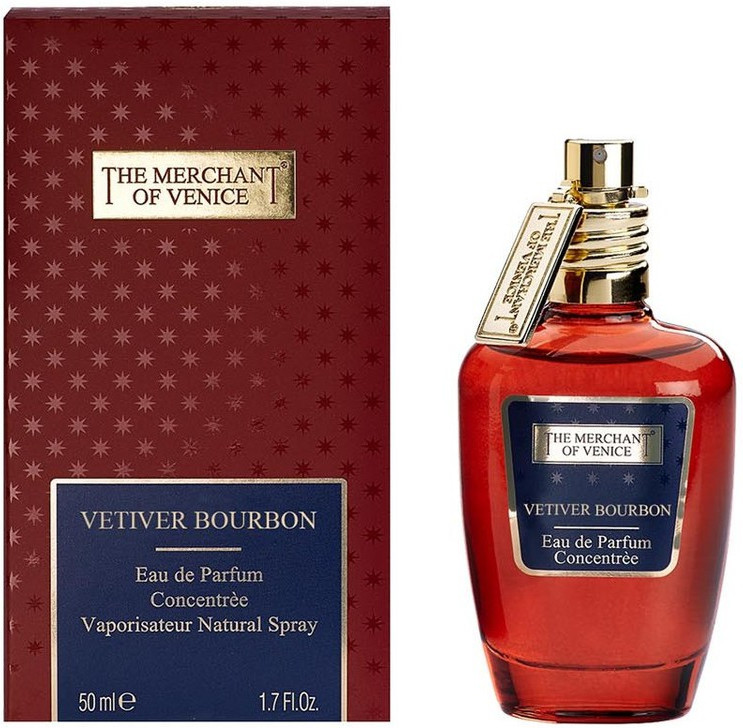 THE MERCHANT®
OF VENICE
VETIVER BOURBON
Eau de Parfum
Concentrèe
Vaporisateur Natural Spray
50 ml ℮ 1.7 Fl.Oz.
THE MERCHANT®
OF VENICE
THE MERCHANT®
OF VENICE
VETIVER BOURBON
Eau de Parfum
Concentrèe